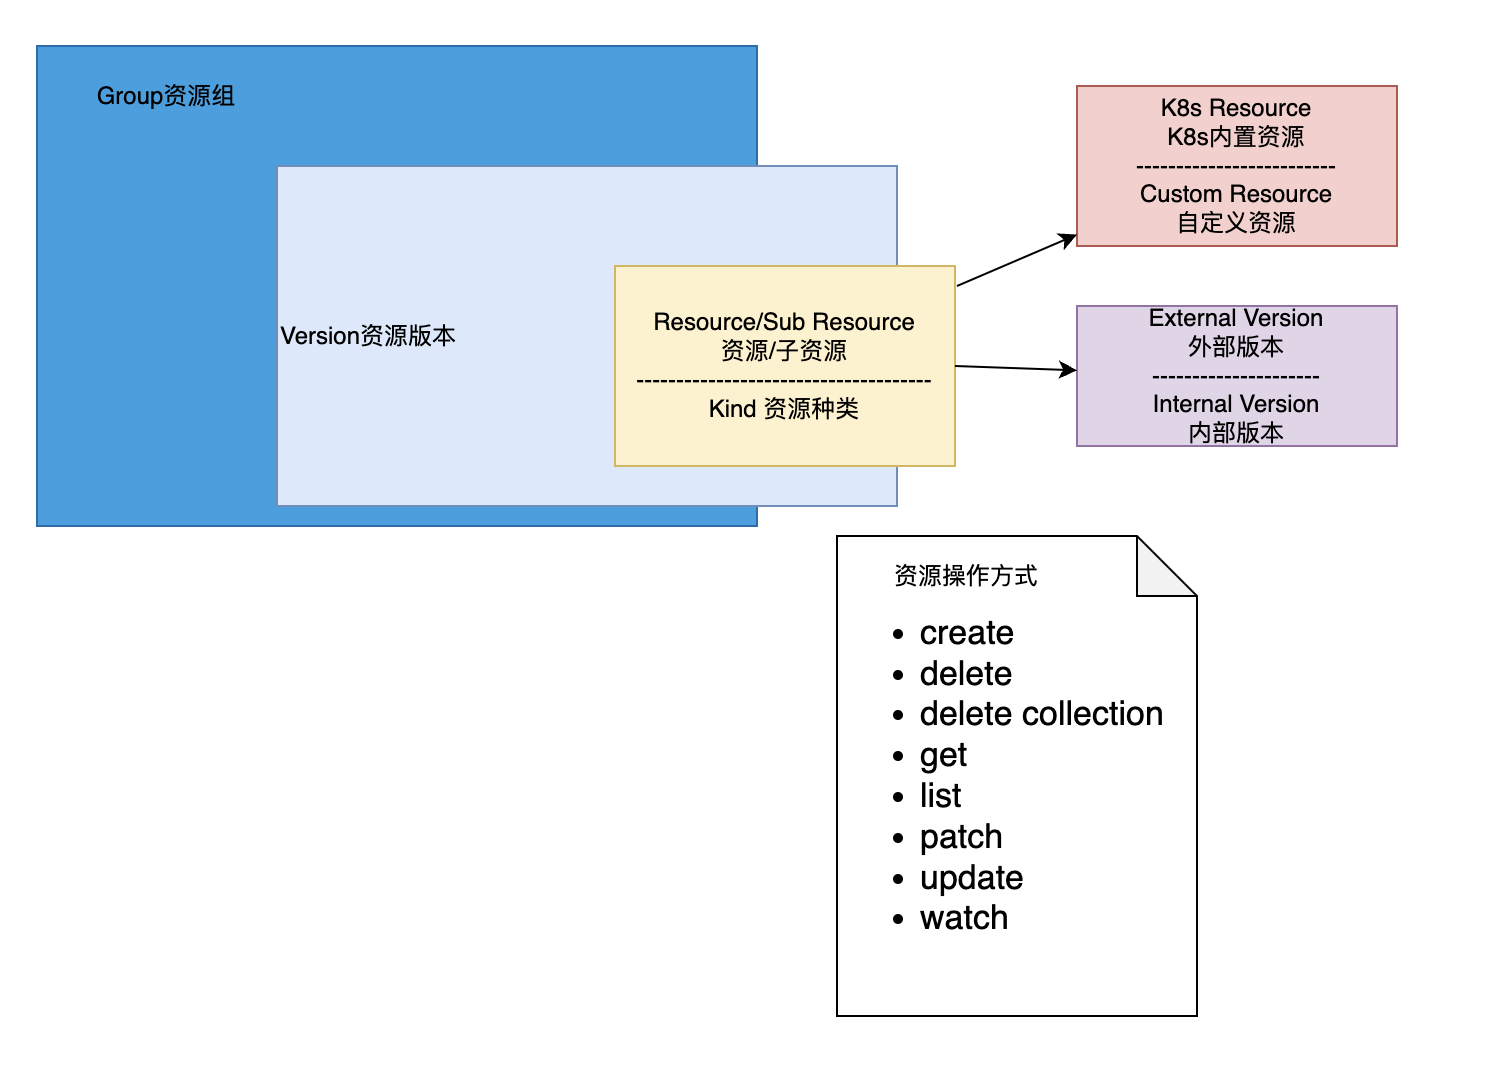 Group资源组
Version资源版本
Resource/Sub Resource
资源/子资源
-------------------------------------
Kind 资源种类
K8s Resource
K8s内置资源
-------------------------
Custom Resource
自定义资源
External Version
外部版本
---------------------
Internal Version
内部版本
资源操作方式
• create
• delete
• delete collection
• get
• list
• patch
• update
• watch